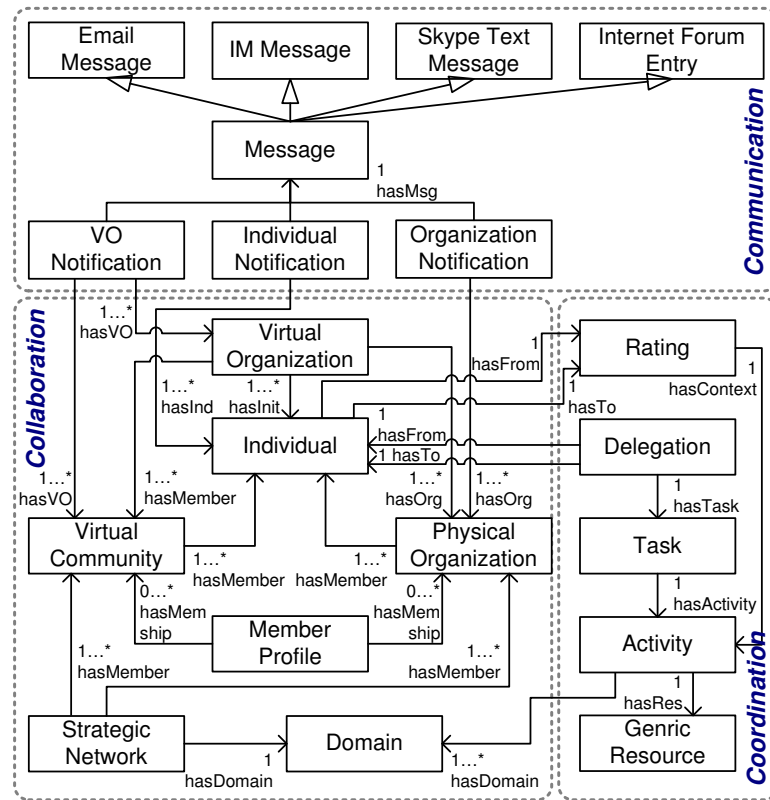 Email
Message
IM Message
Skype Text
Message
Internet Forum
Entry
Communication
Message
1
hasMsg
VO
Notification
Individual
Notification
Organization
Notification
Collaboration
1...*
hasVO
Virtual
Organization
1
hasFrom
Rating
1
hasContext
1...*
hasInd
1...*
hasInit
1
hasTo
Individual
1
hasFrom
1 hasTo
Delegation
1...*
hasVO
1...*
hasMember
1...*
hasOrg
1...*
hasOrg
1
hasTask
Virtual
Community
Physical
Organization
Task
1...*
hasMember
1...*
hasMember
1
hasActivity
0...*
hasMem
ship
0...*
hasMem
ship
Member
Profile
Activity
1...*
hasMember
1...*
hasMember
1
hasRes.
Coordination
Strategic
Network
Domain
Genric
Resource
1
hasDomain
1...*
hasDomain